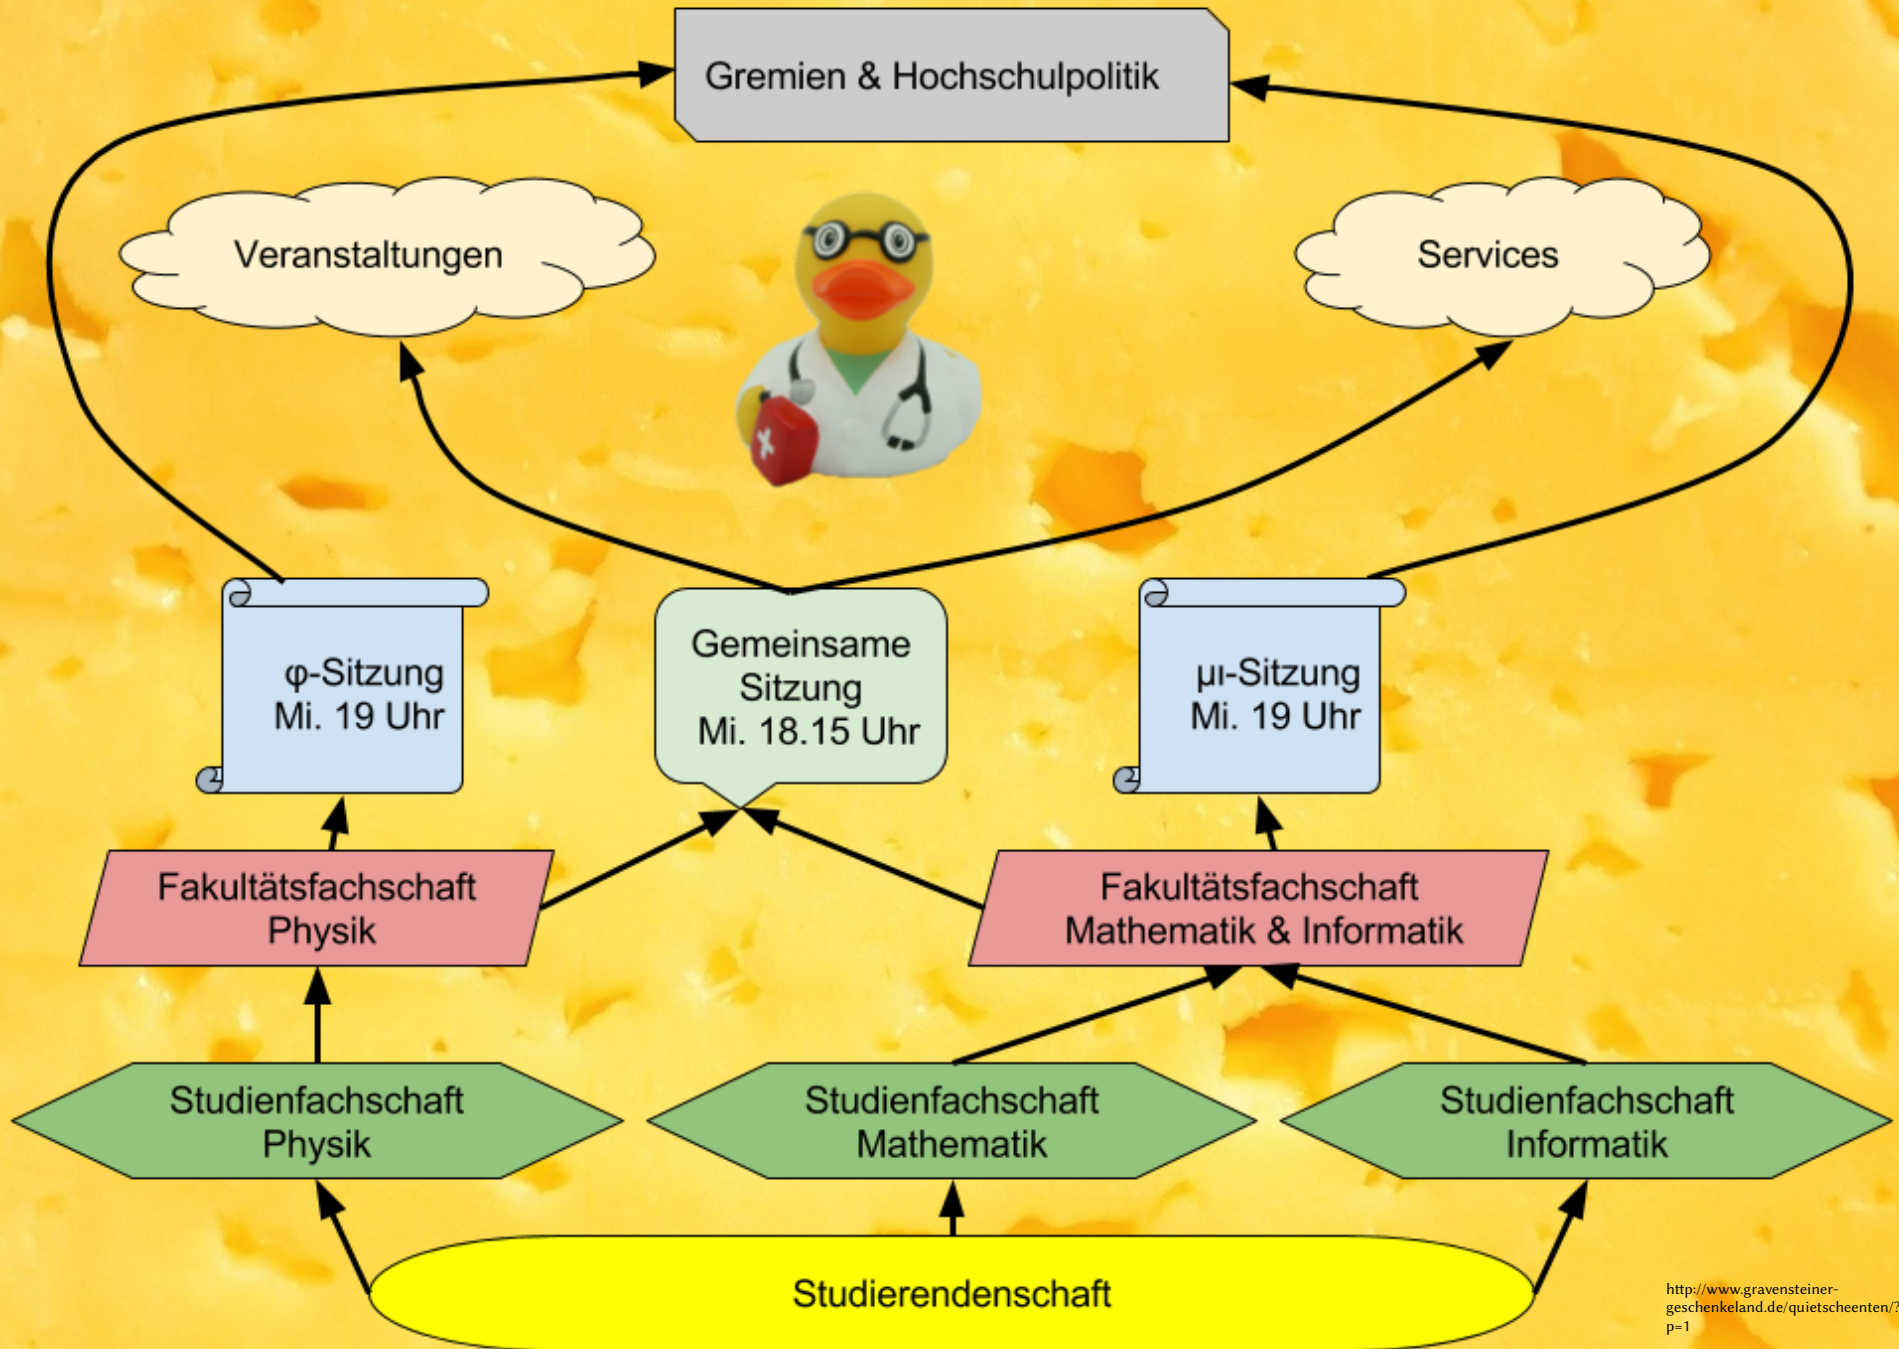 Gremien & Hochschulpolitik
Veranstaltungen
Services
φ-Sitzung
Mi. 19 Uhr
Gemeinsame
Sitzung
Mi. 18.15 Uhr
μι-Sitzung
Mi. 19 Uhr
Fakultätsfachschaft
Physik
Fakultätsfachschaft
Mathematik & Informatik
Studienfachschaft
Physik
Studienfachschaft
Mathematik
Studienfachschaft
Informatik
Studierendenschaft
http://www.gravensteiner-
geschenkeland.de/quietscheenten/?
p=1